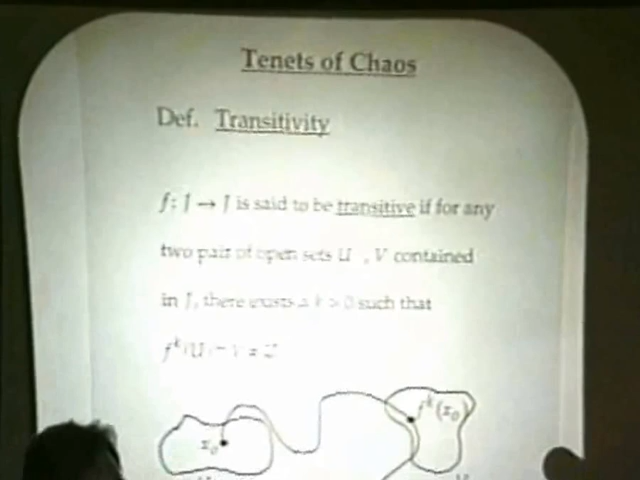 Tenets of Chaos
Def. Transitivity
f: J → J is said to be transitive if for any
two pair of open sets U , V contained
in J, there exists a k > 0 such that
f^k(U)
x₀ f^k(x₀)